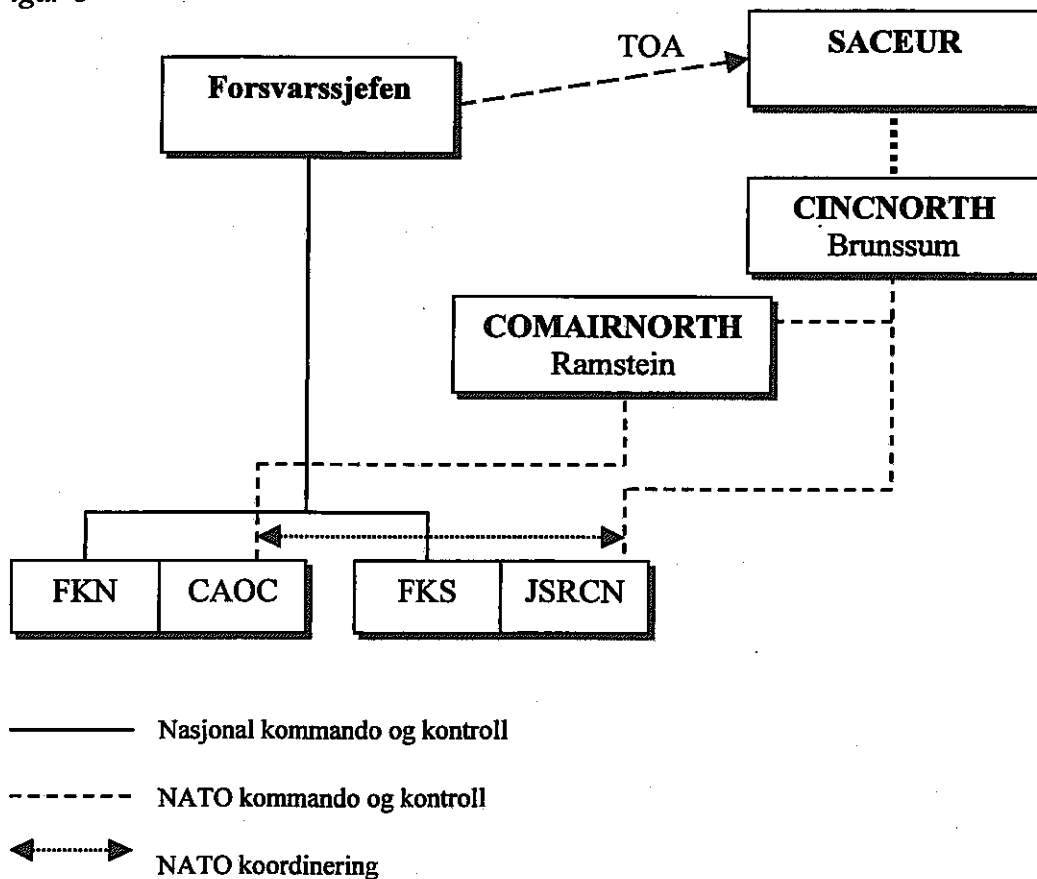 TOA
SACEUR
Forsvarssjefen
CINCNORTH
Brunssum
COMAIRNORTH
Ramstein
FKN
CAOC
FKS
JSRCN
Nasjonal kommando og kontroll
NATO kommando og kontroll
NATO koordinering